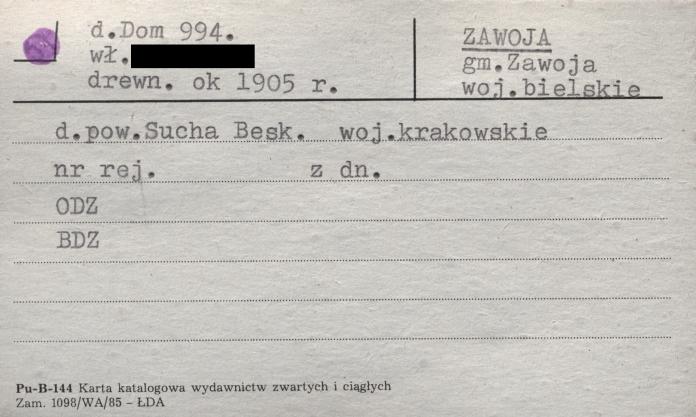 d.Dom 994.
wł.
drewn. ok 1905 r.
ZAWOJA
gm.Zawoja
woj.bielskie
d.pow.Sucha Besk. woj.krakowskie
nr rej. z dn.
ODZ
BDZ
Pu-B-144 Karta katalogowa wydawnictw zwartych i ciągłych
Zam. 1098/WA/85 – ŁDA